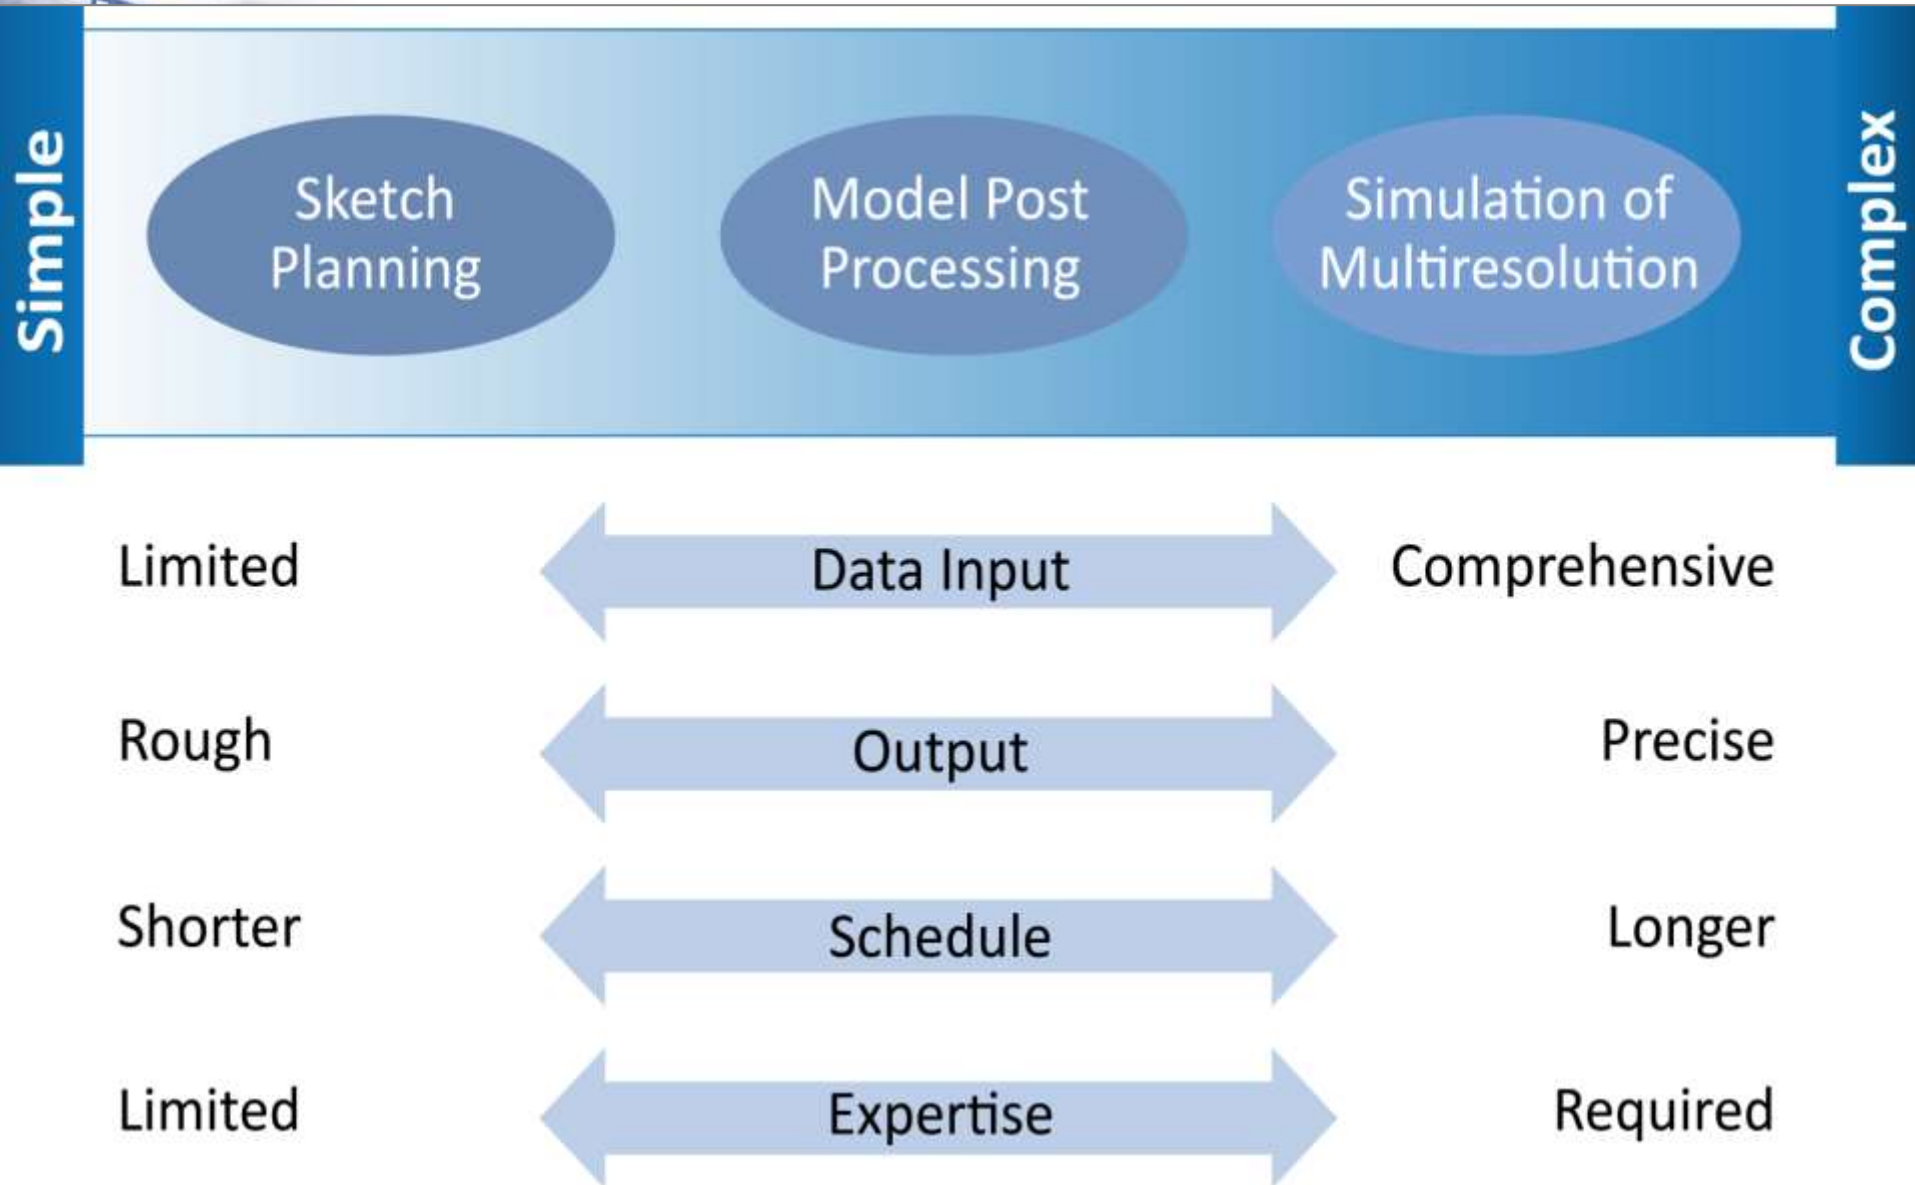 Simple
Sketch
Planning
Model Post
Processing
Simulation of
Multiresolution
Complex
Limited
Data Input
Comprehensive
Rough
Output
Precise
Shorter
Schedule
Longer
Limited
Expertise
Required